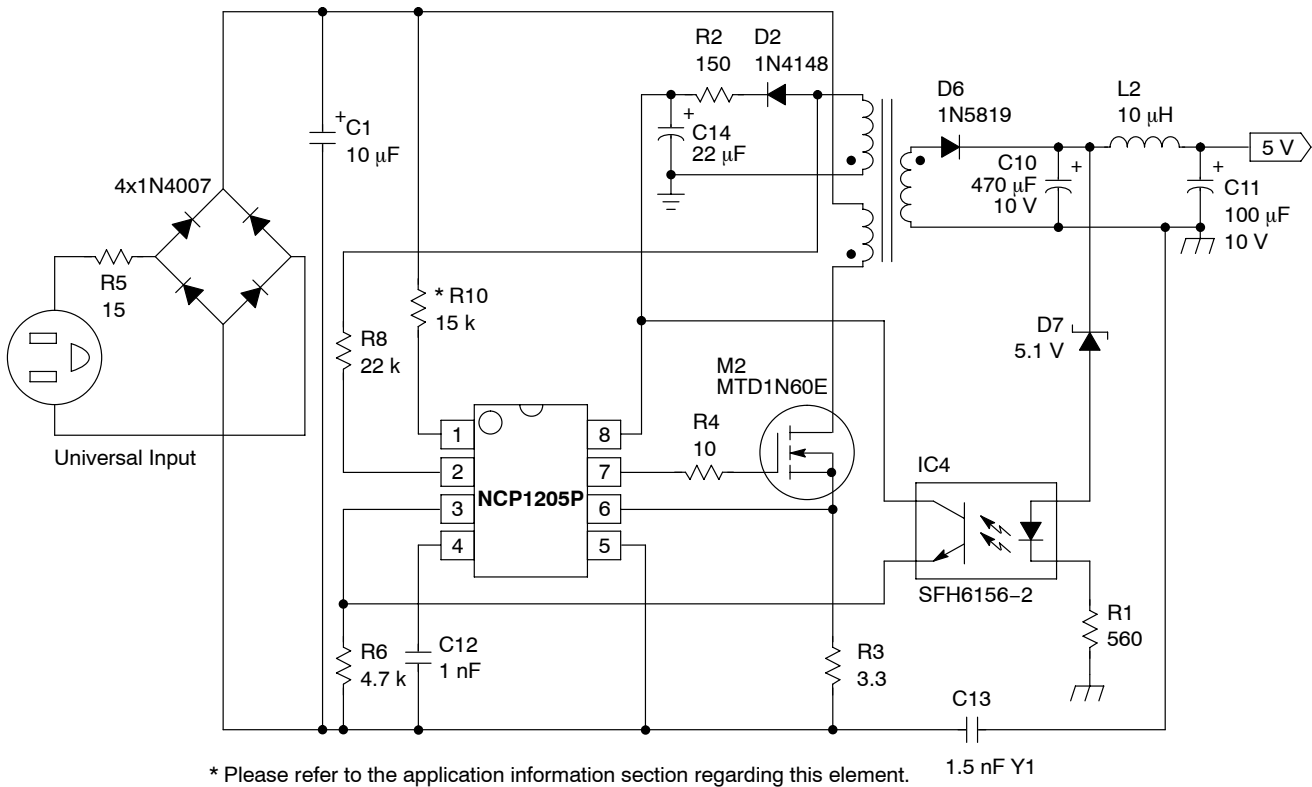 R2
150
D2
1N4148
+
C1
10 μF
+
C14
22 μF
D6
1N5819
L2
10 μH
5 V
C10
470 μF
10 V
+
+
C11
100 μF
10 V
4x1N4007
R5
15
* R10
15 k
R8
22 k
D7
5.1 V
M2
MTD1N60E
R4
10
Universal Input
1
2
3
4
NCP1205P
8
7
6
5
IC4
SFH6156−2
R1
560
R6
4.7 k
C12
1 nF
R3
3.3
C13
1.5 nF Y1
* Please refer to the application information section regarding this element.